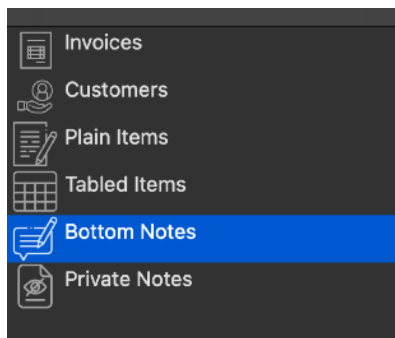 Invoices
Customers
Plain Items
Tabled Items
Bottom Notes
Private Notes